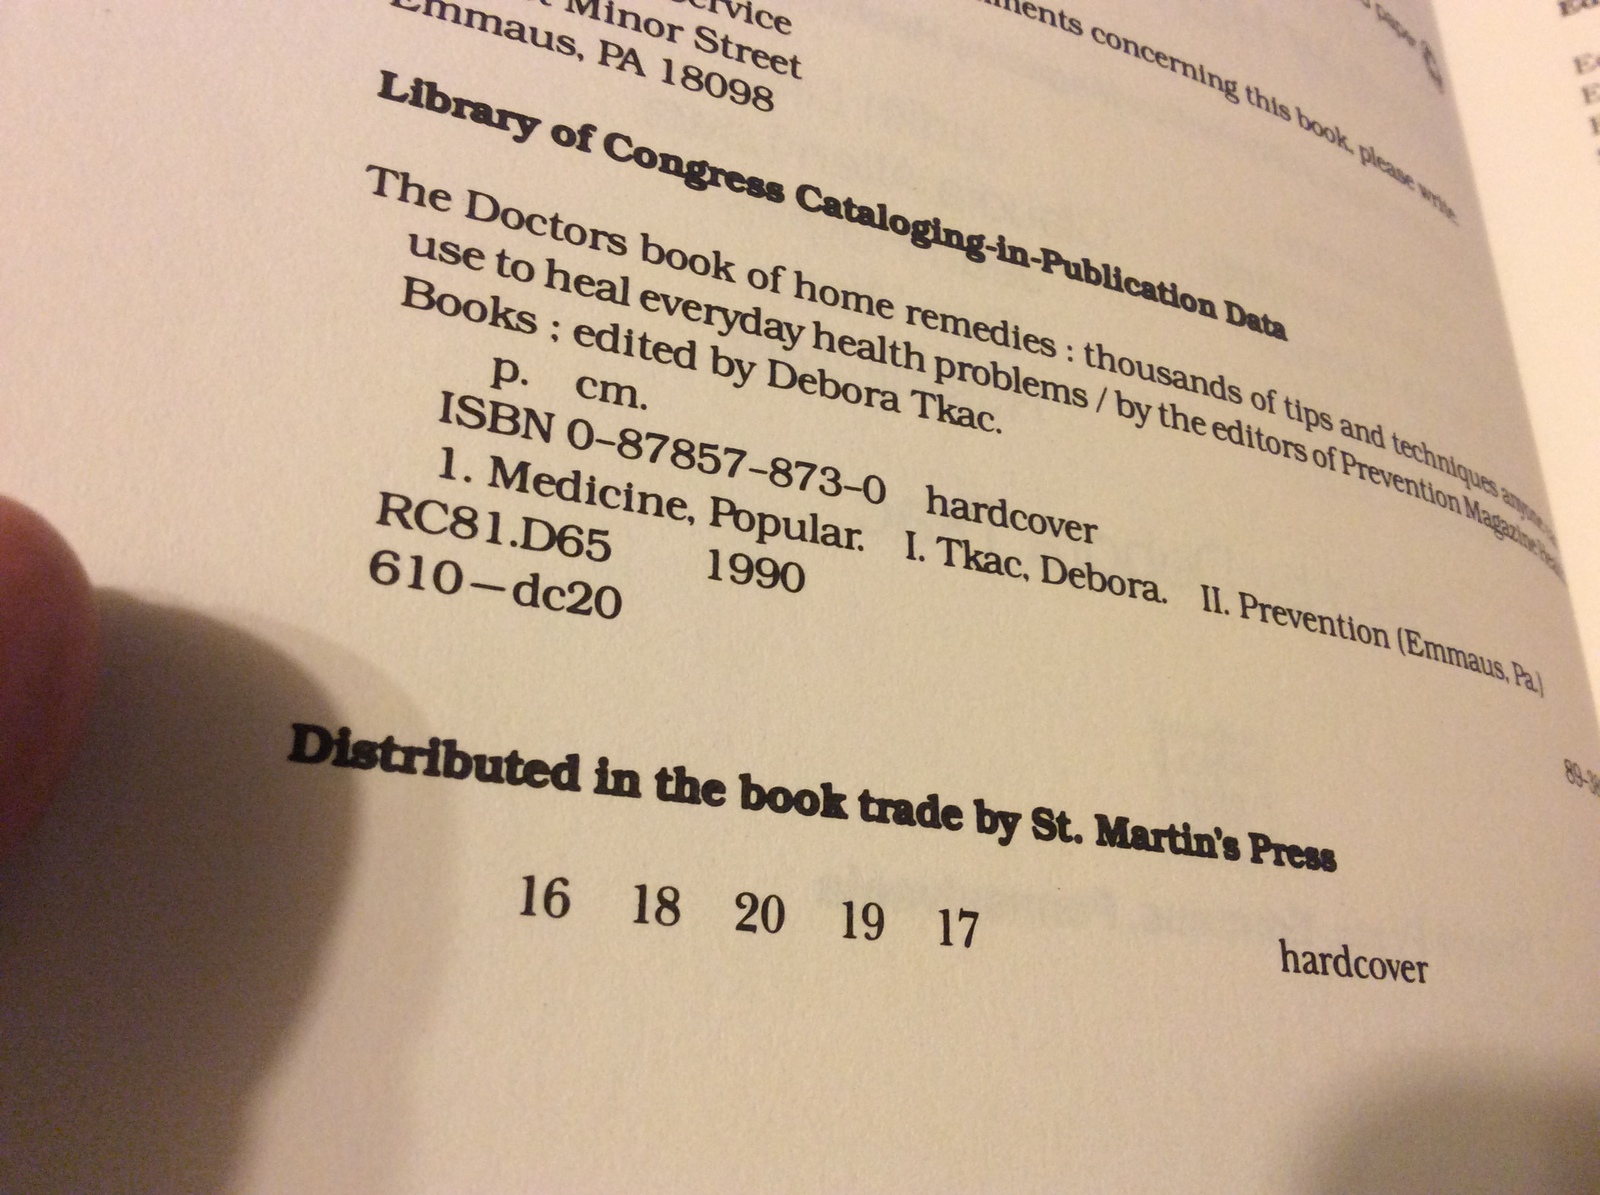 Minor Street
Emmaus, PA 18098
concerning this book, please write
Library of Congress Cataloging-in-Publication Data
The Doctors book of home remedies : thousands of tips and techniques
use to heal everyday health problems / by the editors of Prevention Magazine
Books ; edited by Debora Tkac.
p. cm.
ISBN 0–87857–873–0 hardcover
1. Medicine, Popular. I. Tkac, Debora. II. Prevention (Emmaus, Pa.)
RC81.D65 1990
610—dc20
Distributed in the book trade by St. Martin's Press
16 18 20 19 17 hardcover